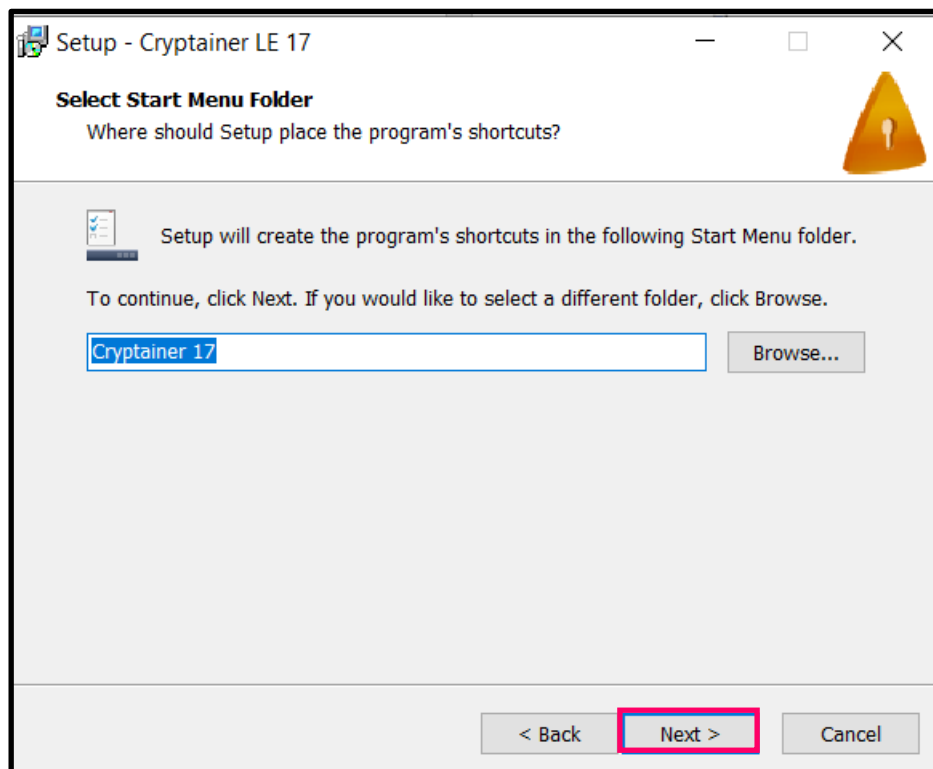 Setup - Cryptainer LE 17
Select Start Menu Folder
Where should Setup place the program's shortcuts?
Setup will create the program's shortcuts in the following Start Menu folder.
To continue, click Next. If you would like to select a different folder, click Browse.
Cryptainer 17
Browse...
< Back
Next >
Cancel